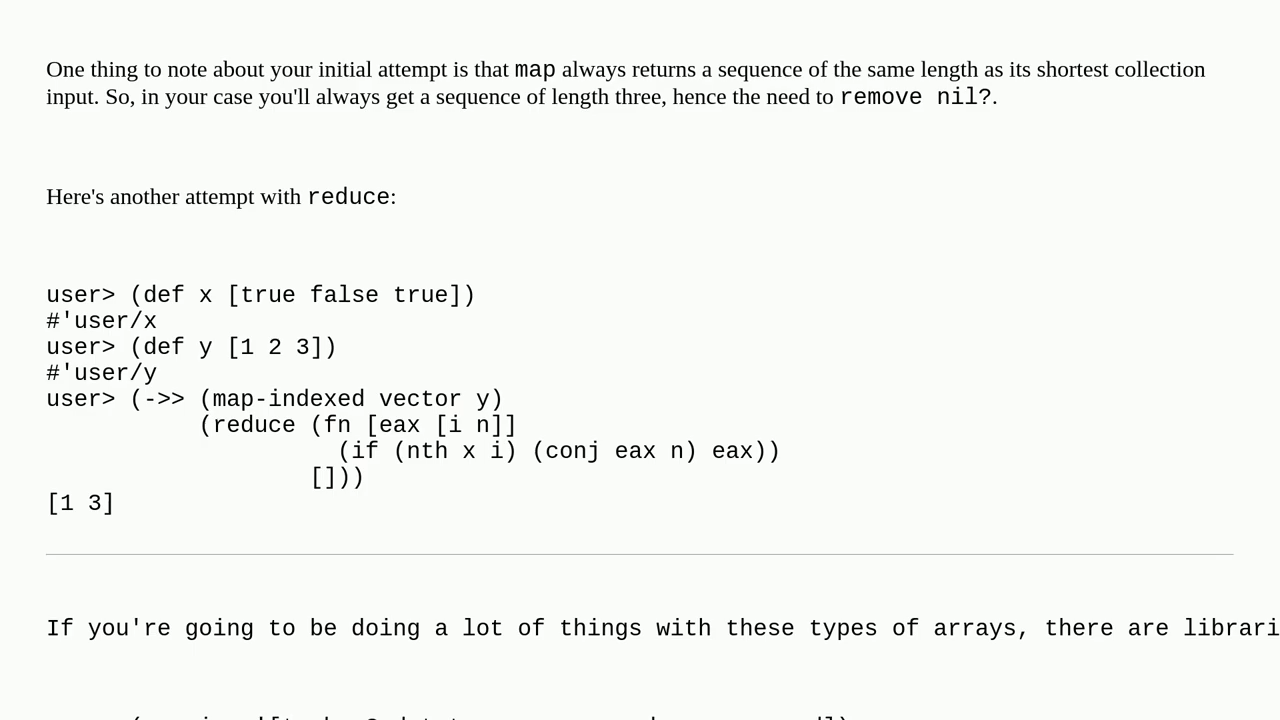 One thing to note about your initial attempt is that map always returns a sequence of the same length as its shortest collection
input. So, in your case you'll always get a sequence of length three, hence the need to remove nil?.
Here's another attempt with reduce:
user> (def x [true false true])
#'user/x
user> (def y [1 2 3])
#'user/y
user> (->> (map-indexed vector y)
           (reduce (fn [eax [i n]]
                     (if (nth x i) (conj eax n) eax))
                   []))
[1 3]
If you're going to be doing a lot of things with these types of arrays, there are